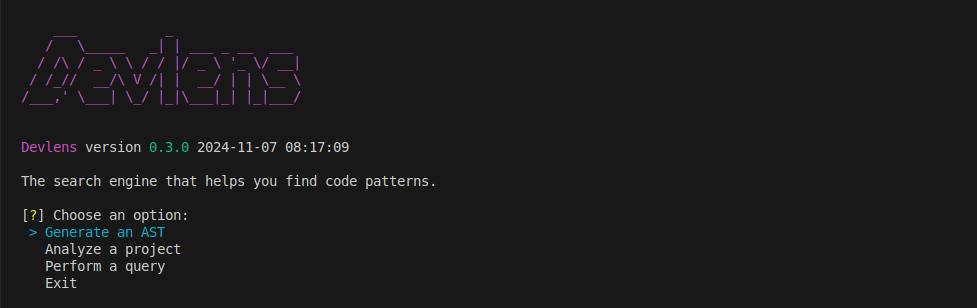 Devlens
Devlens version 0.3.0 2024-11-07 08:17:09
The search engine that helps you find code patterns.
[?] Choose an option:
> Generate an AST
Analyze a project
Perform a query
Exit